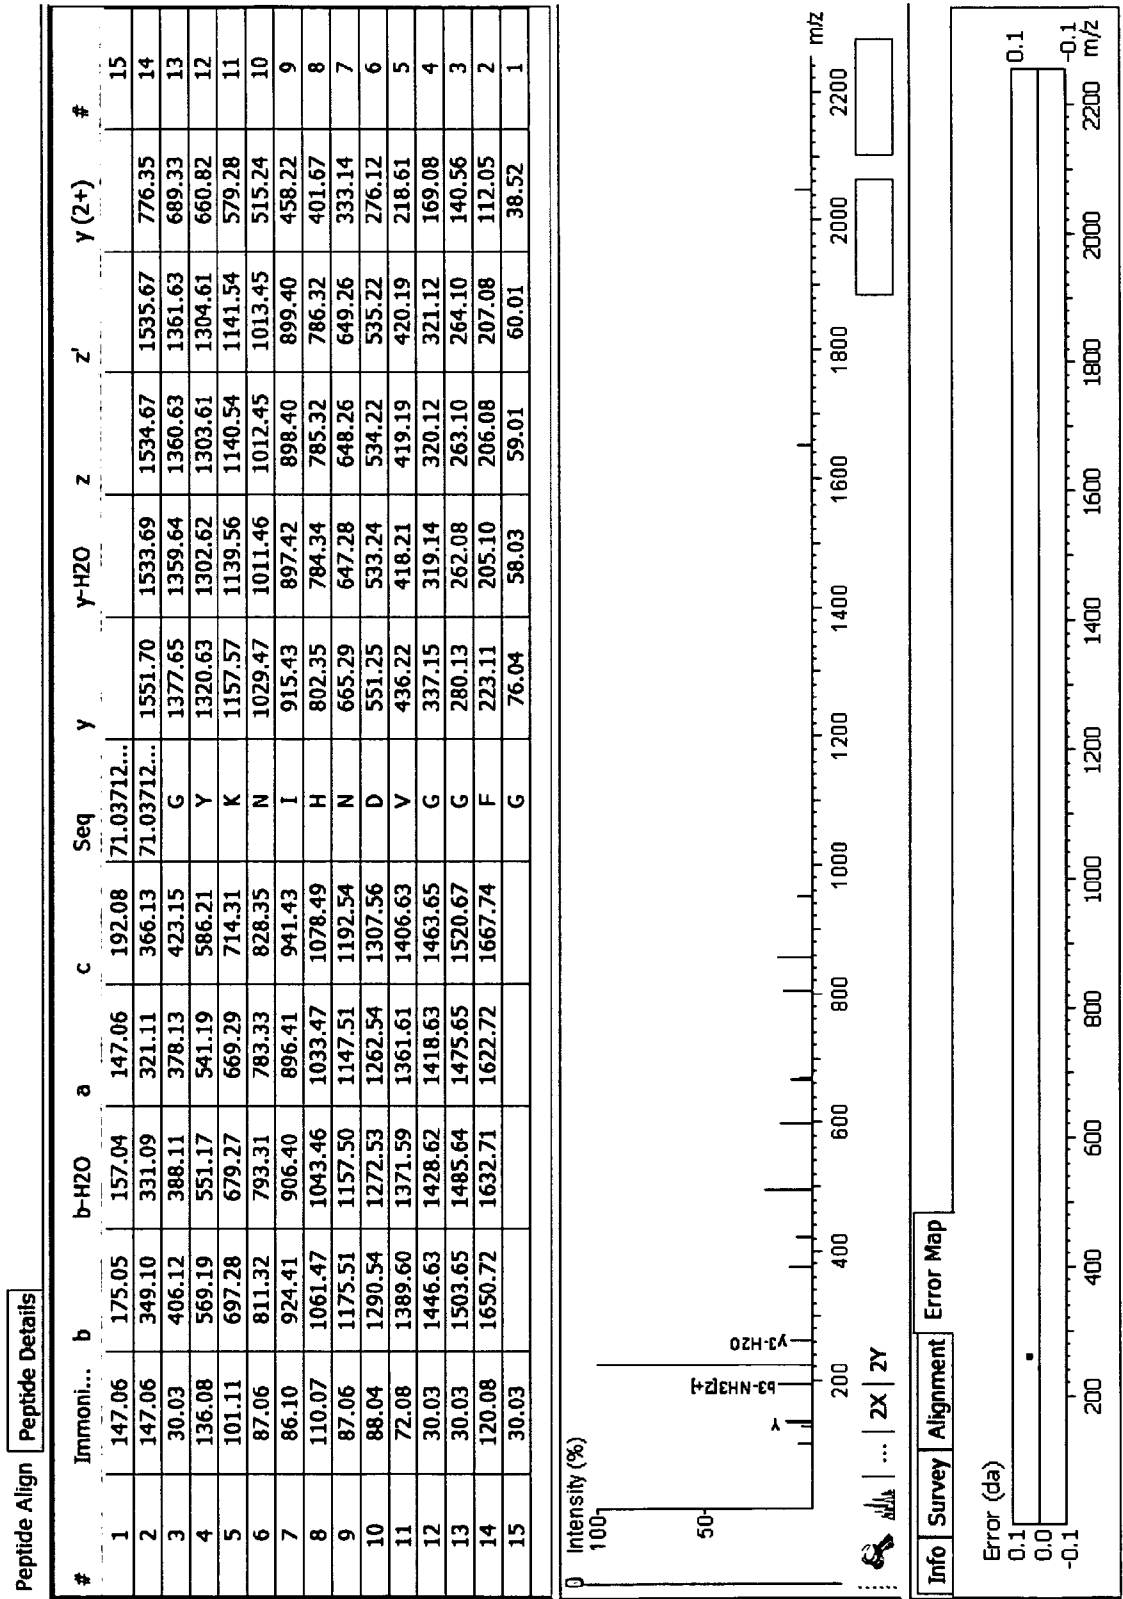 Peptide Align Peptide Details
# Immoni... b b-H2O a c Seq y y-H2O z z' y (2+) #
1 147.06 175.05 157.04 147.06 192.08 71.03712... 15
2 147.06 349.10 331.09 321.11 366.13 71.03712... 1551.70 1533.69 1534.67 1535.67 776.35 14
3 30.03 406.12 388.11 378.13 423.15 G 1377.65 1359.64 1360.63 1361.63 689.33 13
4 136.08 569.19 551.17 541.19 586.21 Y 1320.63 1302.62 1303.61 1304.61 660.82 12
5 101.11 697.28 679.27 669.29 714.31 K 1157.57 1139.56 1140.54 1141.54 579.28 11
6 87.06 811.32 793.31 783.33 828.35 N 1029.47 1011.46 1012.45 1013.45 515.24 10
7 86.10 924.41 906.40 896.41 941.43 I 915.43 897.42 898.40 899.40 458.22 9
8 110.07 1061.47 1043.46 1033.47 1078.49 H 802.35 784.34 785.32 786.32 401.67 8
9 87.06 1175.51 1157.50 1147.51 1192.54 N 665.29 647.28 648.26 649.26 333.14 7
10 88.04 1290.54 1272.53 1262.54 1307.56 D 551.25 533.24 534.22 535.22 276.12 6
11 72.08 1389.60 1371.59 1361.61 1406.63 V 436.22 418.21 419.19 420.19 218.61 5
12 30.03 1446.63 1428.62 1418.63 1463.65 G 337.15 319.14 320.12 321.12 169.08 4
13 30.03 1503.65 1485.64 1475.65 1520.67 G 280.13 262.08 263.10 264.10 140.56 3
14 120.08 1650.72 1632.71 1622.72 1667.74 F 223.11 205.10 206.08 207.08 112.05 2
15 30.03 G 76.04 58.03 59.01 60.01 38.52 1
0 Intensity (%)
100
50
Y
b3-NH3[2+]
y3-H2O
200 400 600 800 1000 1200 1400 1600 1800 2000 2200 m/z
... 2X 2Y
Info Survey Alignment Error Map
Error (da)
0.1 0.1
0.0
-0.1 -0.1
200 400 600 800 1000 1200 1400 1600 1800 2000 2200 m/z